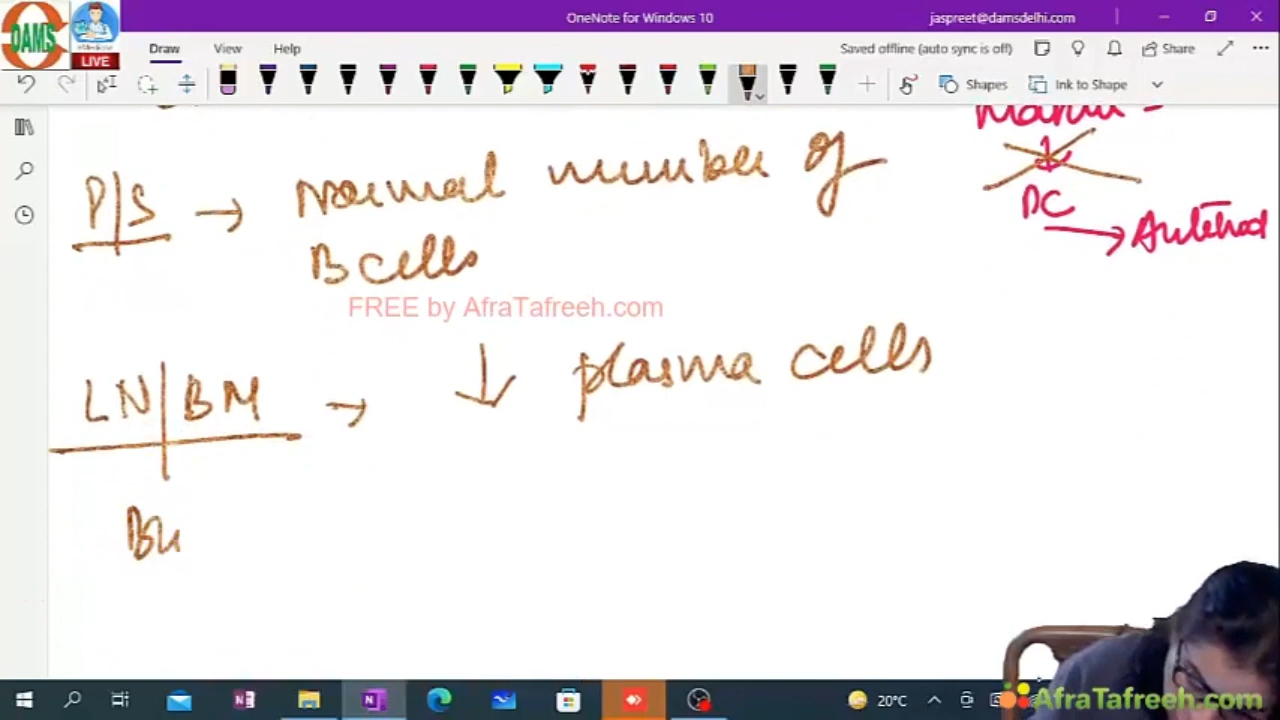 OneNote for Windows 10
jaspreet@damsdelhi.com
DAMS
eMedicoz
LIVE
Draw View Help
Saved offline (auto sync is off)
Share
Shapes
Ink to Shape
P/S → Normal number of
B cells
PC
→ Antibod
FREE by AfraTafreeh.com
LN/BM → ↓ plasma cells
20°C
AfraTafreeh.com